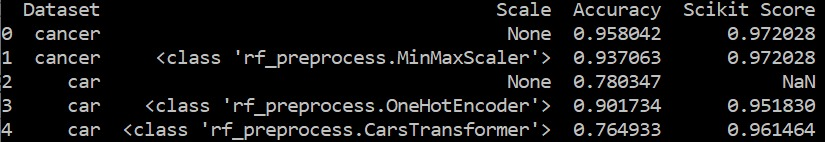 Dataset Scale Accuracy Scikit Score
0 cancer None 0.958042 0.972028
1 cancer <class 'rf_preprocess.MinMaxScaler'> 0.937063 0.972028
2 car None 0.780347 NaN
3 car <class 'rf_preprocess.OneHotEncoder'> 0.901734 0.951830
4 car <class 'rf_preprocess.CarsTransformer'> 0.764933 0.961464